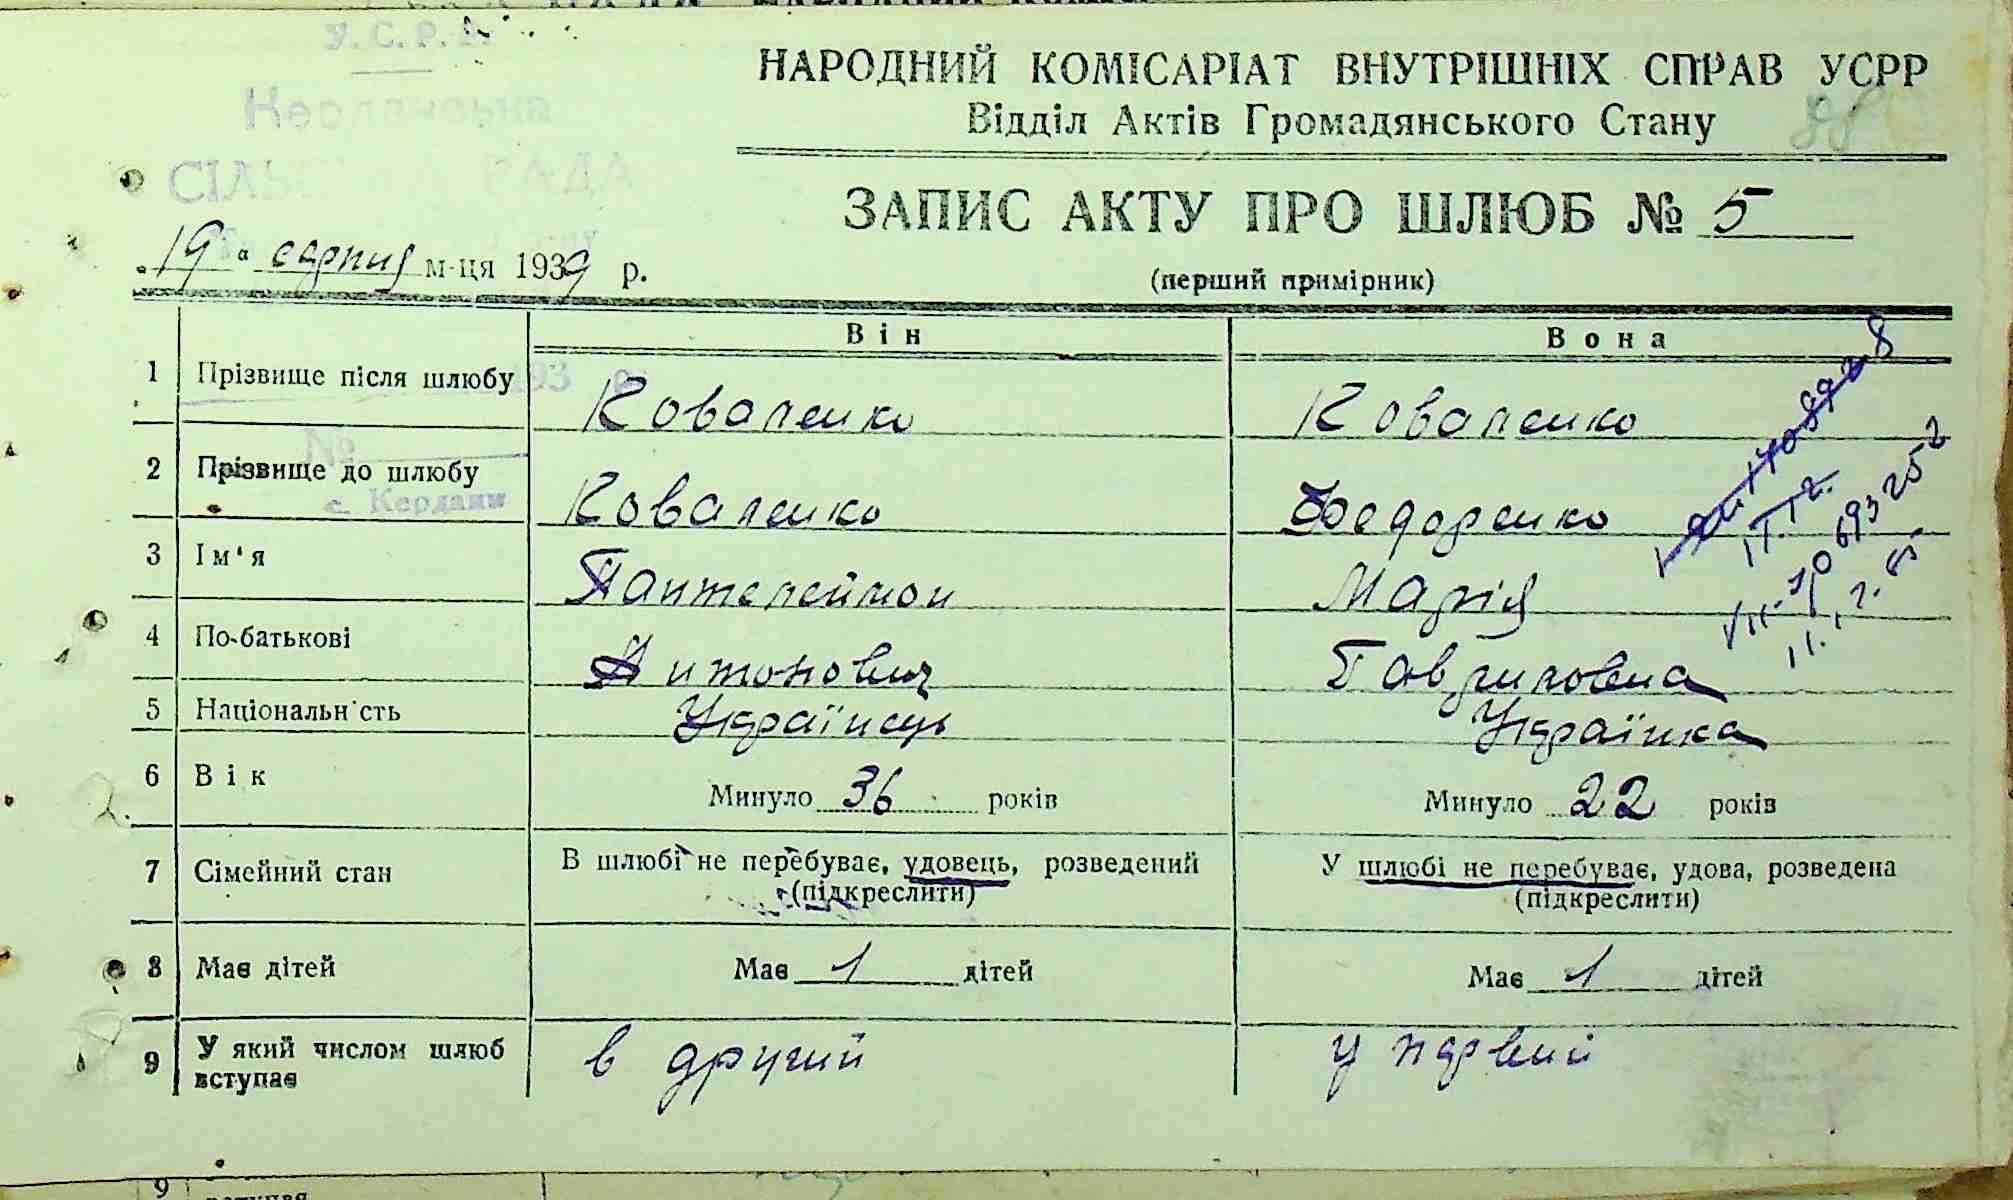 У. С. Р. Р.
Керданська
СІЛЬСЬКА РАДА
НАРОДНИЙ КОМІСАРІАТ ВНУТРІШНІХ СПРАВ УСРР
Відділ Актів Громадянського Стану
ЗАПИС АКТУ ПРО ШЛЮБ № 5
„19“ серпня м-ця 1939 р.
(перший примірник)
Він Вона
1 Прізвище після шлюбу Коваленко Коваленко
№
2 Прізвище до шлюбу Коваленко Федоренко
с. Кердани
3 Ім'я Пантелеймон Марія
4 По-батькові Антонович Гавриловна
5 Національність Українець Українка
6 Вік Минуло 36 років Минуло 22 років
7 Сімейний стан В шлюбі не перебуває, удовець, розведений У шлюбі не перебуває, удова, розведена
(підкреслити) (підкреслити)
8 Має дітей Має 1 дітей Має 1 дітей
9 У який числом шлюб вступає в другий у первий
9